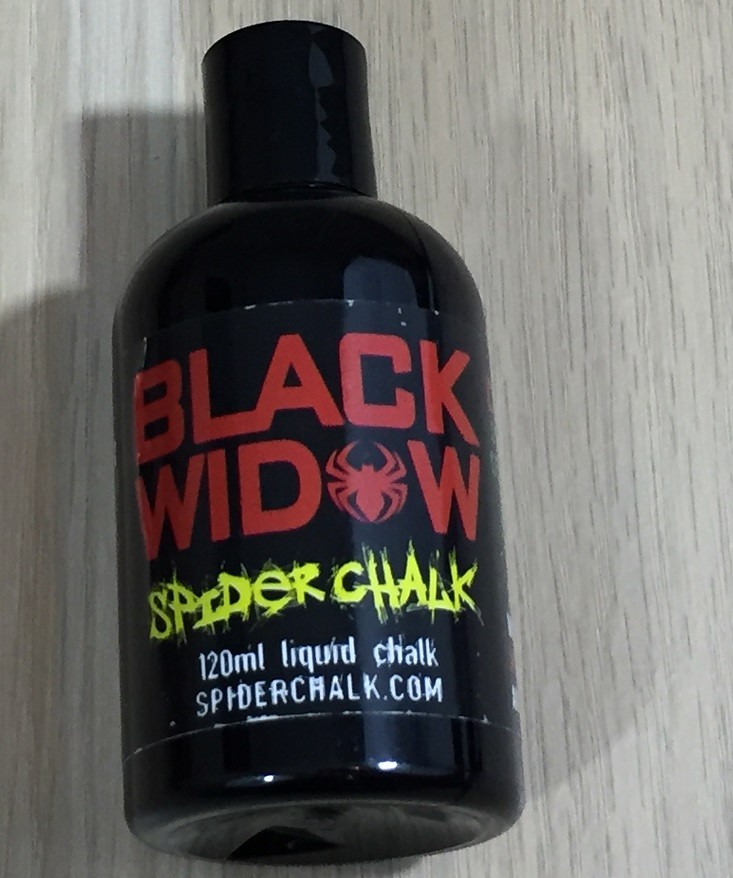 BLACK
WIDOW
SPIDER CHALK
120ml liquid chalk
SPIDERCHALK.COM